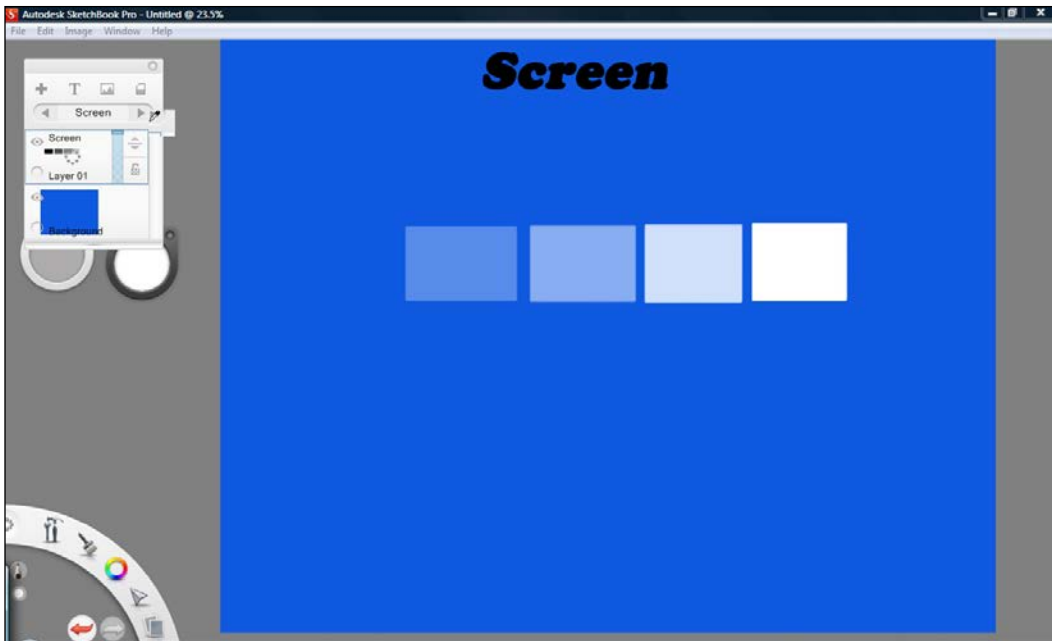 Autodesk SketchBook Pro - Untitled @ 23.5%
File Edit Image Window Help
Screen
Screen
Screen
Layer 01
Background